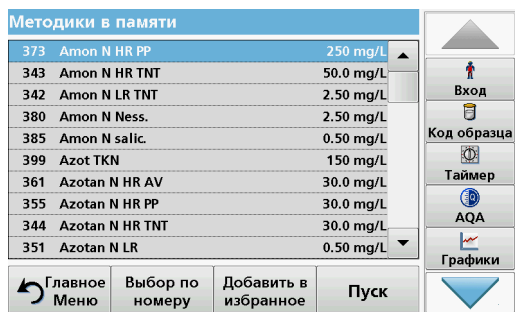 Методики в памяти
373 Amon N HR PP 250 mg/L
343 Amon N HR TNT 50.0 mg/L
342 Amon N LR TNT 2.50 mg/L
380 Amon N Ness. 2.50 mg/L
385 Amon N salic. 0.50 mg/L
399 Azot TKN 150 mg/L
361 Azotan N HR AV 30.0 mg/L
355 Azotan N HR PP 30.0 mg/L
344 Azotan N HR TNT 30.0 mg/L
351 Azotan N LR 0.50 mg/L
Вход
Код образца
Таймер
AQA
Графики
Главное
Меню
Выбор по
номеру
Добавить в
избранное
Пуск